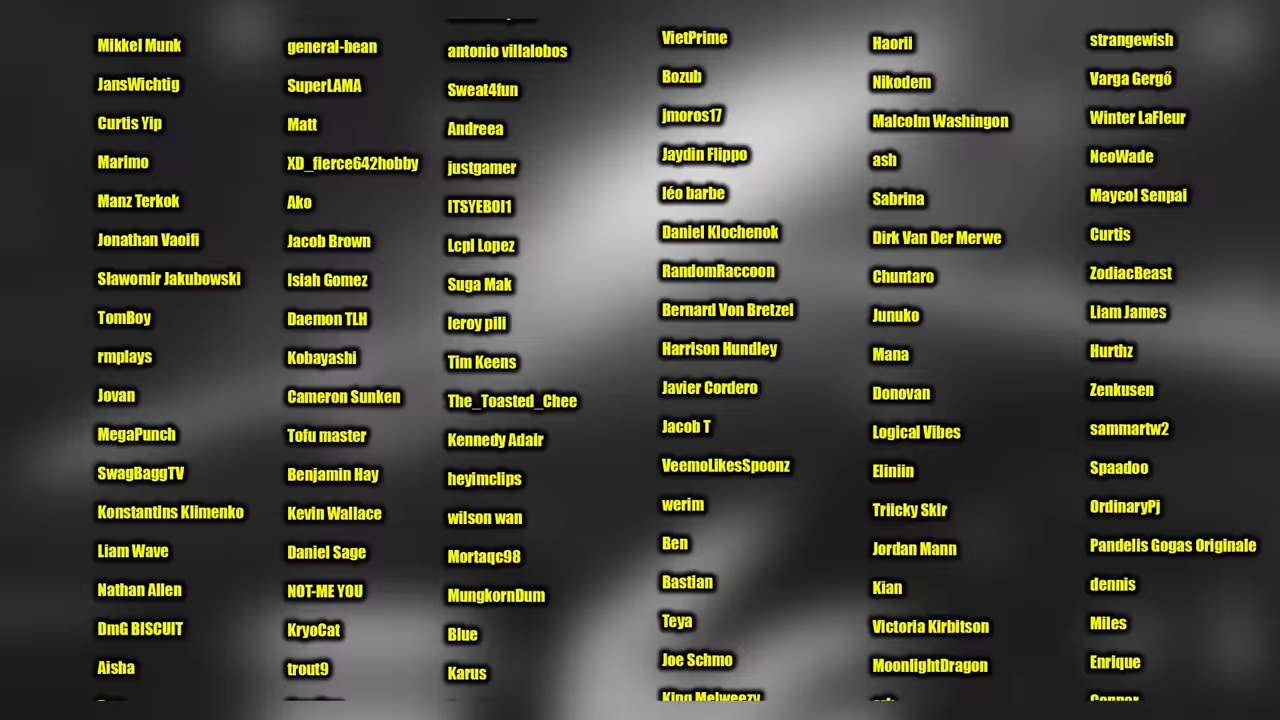 Mikkel Munk
JansWichtig
Curtis Yip
Marimo
Manz Terkok
Jonathan Vaoifi
Sławomir Jakubowski
TomBoy
rmplays
Jovan
MegaPunch
SwagBaggTV
Konstantins Klimenko
Liam Wave
Nathan Allen
DmG BISCUIT
Aisha
general-bean
SuperLAMA
Matt
XD_fierce642hobby
Ako
Jacob Brown
Isiah Gomez
Daemon TLH
Kobayashi
Cameron Sunken
Tofu master
Benjamin Hay
Kevin Wallace
Daniel Sage
NOT-ME YOU
KryoCat
trout9
antonio villalobos
Sweat4fun
Andreea
justgamer
ITSYEBOI1
Lcpl Lopez
Suga Mak
leroy pili
Tim Keens
The_Toasted_Chee
Kennedy Adair
heyimclips
wilson wan
Mortaqc98
MungkornDum
Blue
Karus
VietPrime
Bozub
jmoros17
Jaydin Flippo
léo barbe
Daniel Klochenok
RandomRaccoon
Bernard Von Bretzel
Harrison Hundley
Javier Cordero
Jacob T
VeemoLikesSpoonz
werim
Ben
Bastian
Teya
Joe Schmo
King Melweezy
Haorii
Nikodem
Malcolm Washingon
ash
Sabrina
Dirk Van Der Merwe
Chuntaro
Junuko
Mana
Donovan
Logical Vibes
Eliniin
Triicky Skir
Jordan Mann
Kian
Victoria Kirbitson
MoonlightDragon
strangewish
Varga Gergő
Winter LaFleur
NeoWade
Maycol Senpai
Curtis
ZodiacBeast
Liam James
Hurthz
Zenkusen
sammartw2
Spaadoo
OrdinaryPj
Pandelis Gogas Originale
dennis
Miles
Enrique
Connor